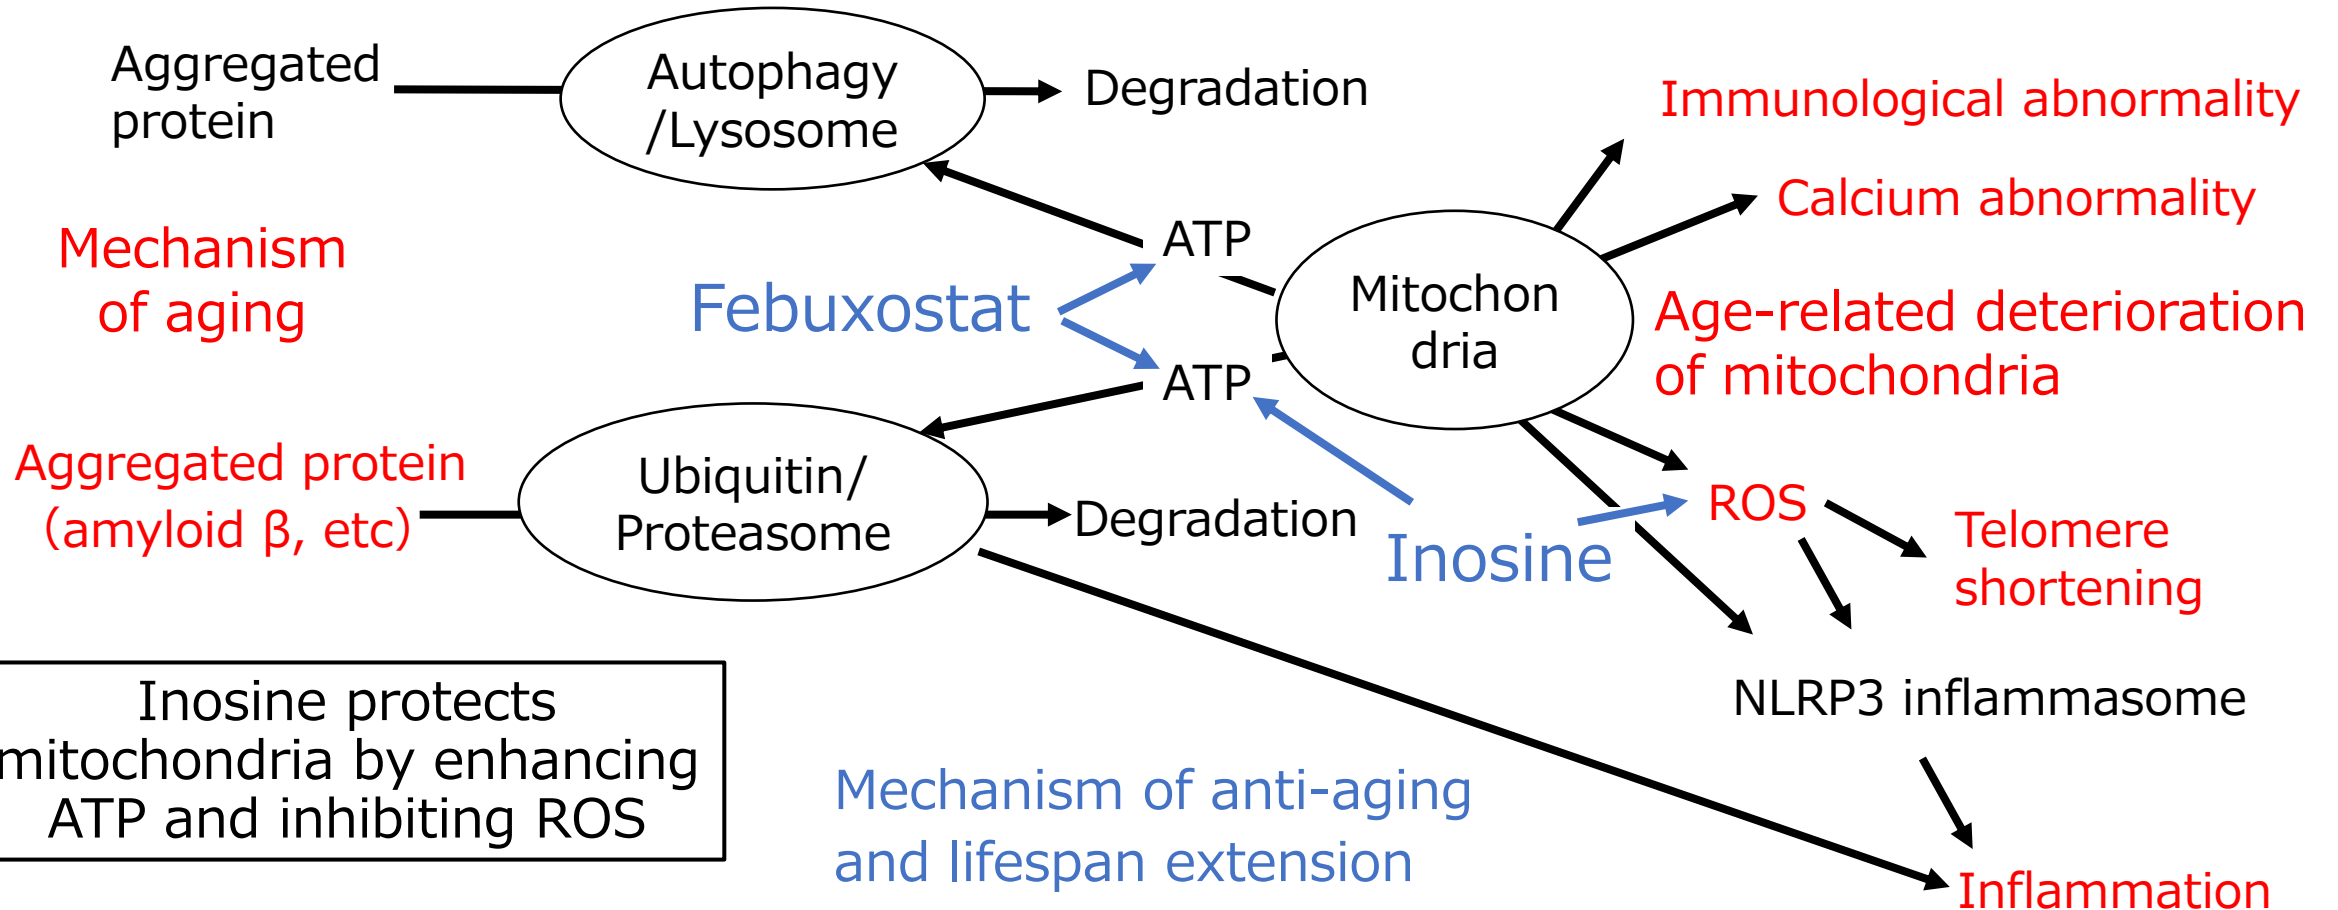 Aggregated
protein
Autophagy
/Lysosome
Degradation
Immunological abnormality
Calcium abnormality
Mechanism
of aging
ATP
Febuxostat
Mitochon
dria
Age-related deterioration
of mitochondria
ATP
Aggregated protein
(amyloid β, etc)
Ubiquitin/
Proteasome
Degradation
Inosine
ROS
Telomere
shortening
NLRP3 inflammasome
Inosine protects
mitochondria by enhancing
ATP and inhibiting ROS
Mechanism of anti-aging
and lifespan extension
Inflammation